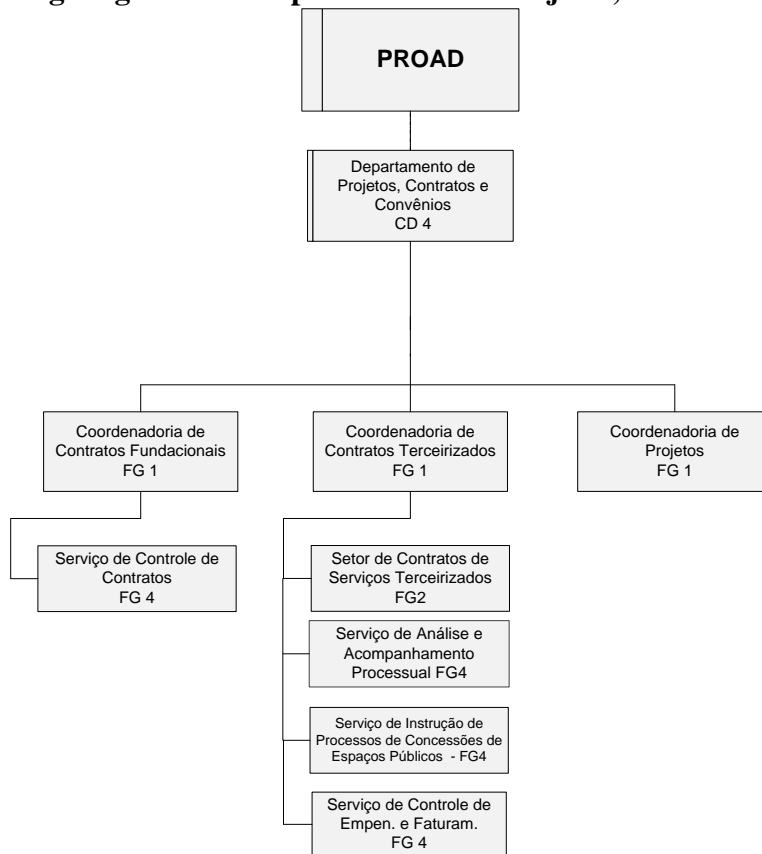 PROAD
Departamento de
Projetos, Contratos e
Convênios
CD 4
Coordenadoria de
Contratos Fundacionais
FG 1
Coordenadoria de
Contratos Terceirizados
FG 1
Coordenadoria de
Projetos
FG 1
Serviço de Controle de
Contratos
FG 4
Setor de Contratos de
Serviços Terceirizados
FG2
Serviço de Análise e
Acompanhamento
Processual FG4
Serviço de Instrução de
Processos de Concessões de
Espaços Públicos - FG4
Serviço de Controle de
Empen. e Faturam.
FG 4